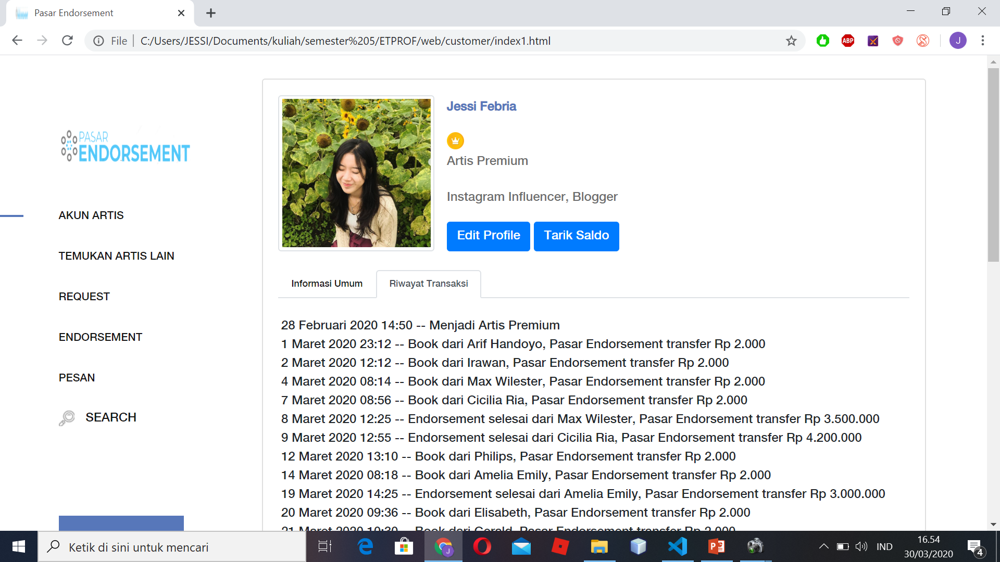 Pasar Endorsement
File
C:/Users/JESSI/Documents/kuliah/semester%205/ETPROF/web/customer/index1.html
ABP
J
PASAR
ENDORSEMENT
AKUN ARTIS
TEMUKAN ARTIS LAIN
REQUEST
ENDORSEMENT
PESAN
SEARCH
Jessi Febria
Artis Premium
Instagram Influencer, Blogger
Edit Profile
Tarik Saldo
Informasi Umum
Riwayat Transaksi
28 Februari 2020 14:50 -- Menjadi Artis Premium
1 Maret 2020 23:12 -- Book dari Arif Handoyo, Pasar Endorsement transfer Rp 2.000
2 Maret 2020 12:12 -- Book dari Irawan, Pasar Endorsement transfer Rp 2.000
4 Maret 2020 08:14 -- Book dari Max Wilester, Pasar Endorsement transfer Rp 2.000
7 Maret 2020 08:56 -- Book dari Cicilia Ria, Pasar Endorsement transfer Rp 2.000
8 Maret 2020 12:25 -- Endorsement selesai dari Max Wilester, Pasar Endorsement transfer Rp 3.500.000
9 Maret 2020 12:55 -- Endorsement selesai dari Cicilia Ria, Pasar Endorsement transfer Rp 4.200.000
12 Maret 2020 13:10 -- Book dari Philips, Pasar Endorsement transfer Rp 2.000
14 Maret 2020 08:18 -- Book dari Amelia Emily, Pasar Endorsement transfer Rp 2.000
19 Maret 2020 14:25 -- Endorsement selesai dari Amelia Emily, Pasar Endorsement transfer Rp 3.000.000
20 Maret 2020 09:36 -- Book dari Elisabeth, Pasar Endorsement transfer Rp 2.000
21 Maret 2020 10:30 -- Book dari Gerald, Pasar Endorsement transfer Rp 2.000
Ketik di sini untuk mencari
J
IND
16.54
30/03/2020
4